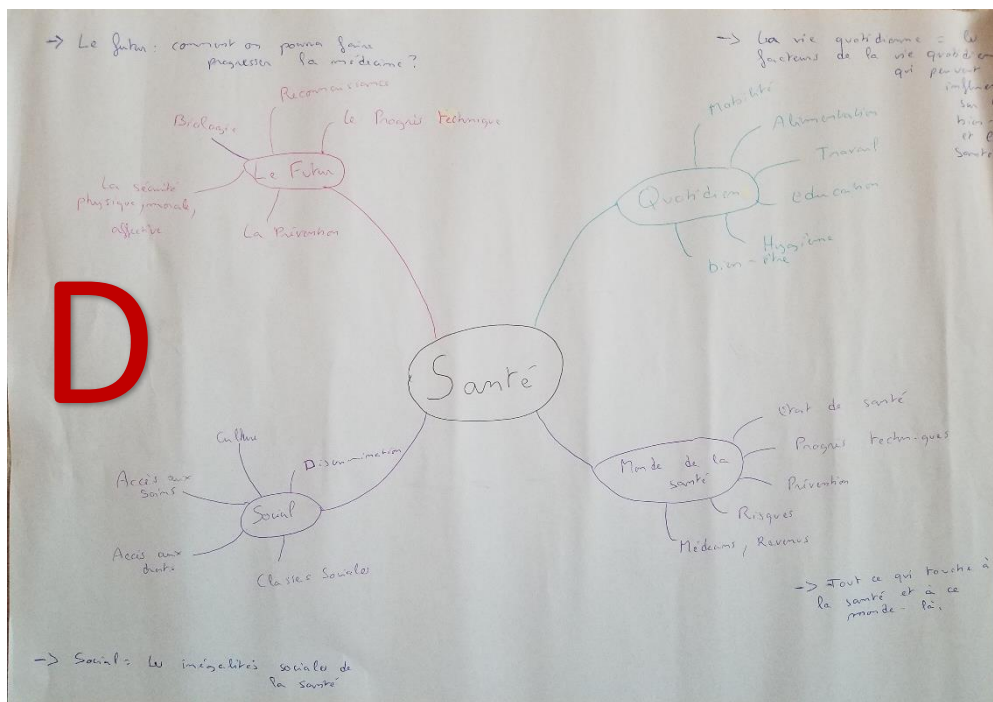 -> Le futur : comment on pourra faire
progresser la médecine ?
Reconnaissance
Biologie
Le Progrès technique
Le Futur
La sécurité
physique, morale,
affective
La Prévention
-> La vie quotidienne = les
facteurs de la vie quotidien
qui peuvent
influen
sur
bien-
et
santé
Mobilité
Alimentation
Travail
Quotidien
education
Hygiène
bien-être
D
Santé
Culture
Discrimination
Accès aux
soins
Social
Accès aux
droits
Classes Sociales
-> Social = les inégalités sociales de
la santé
état de santé
Progrès techniques
Monde de la
santé
Prévention
Risques
Médecins, Revenus
-> Tout ce qui touche à
la santé et à ce
monde-là.